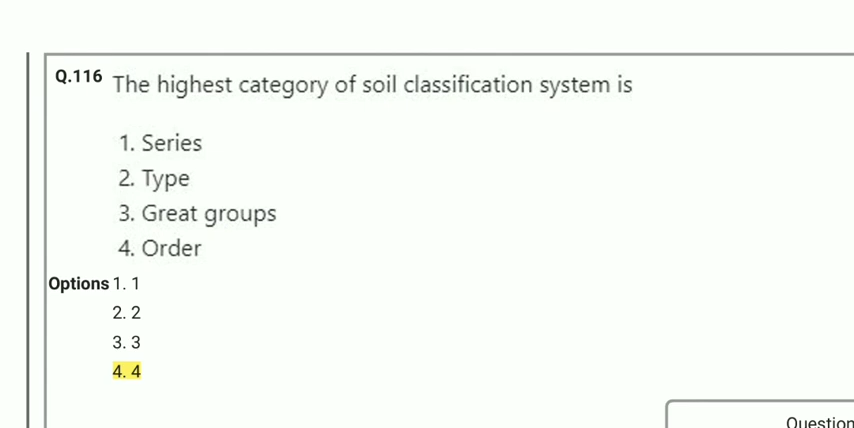 Q.116 The highest category of soil classification system is
1. Series
2. Type
3. Great groups
4. Order
Options 1. 1
2. 2
3. 3
4. 4
Question